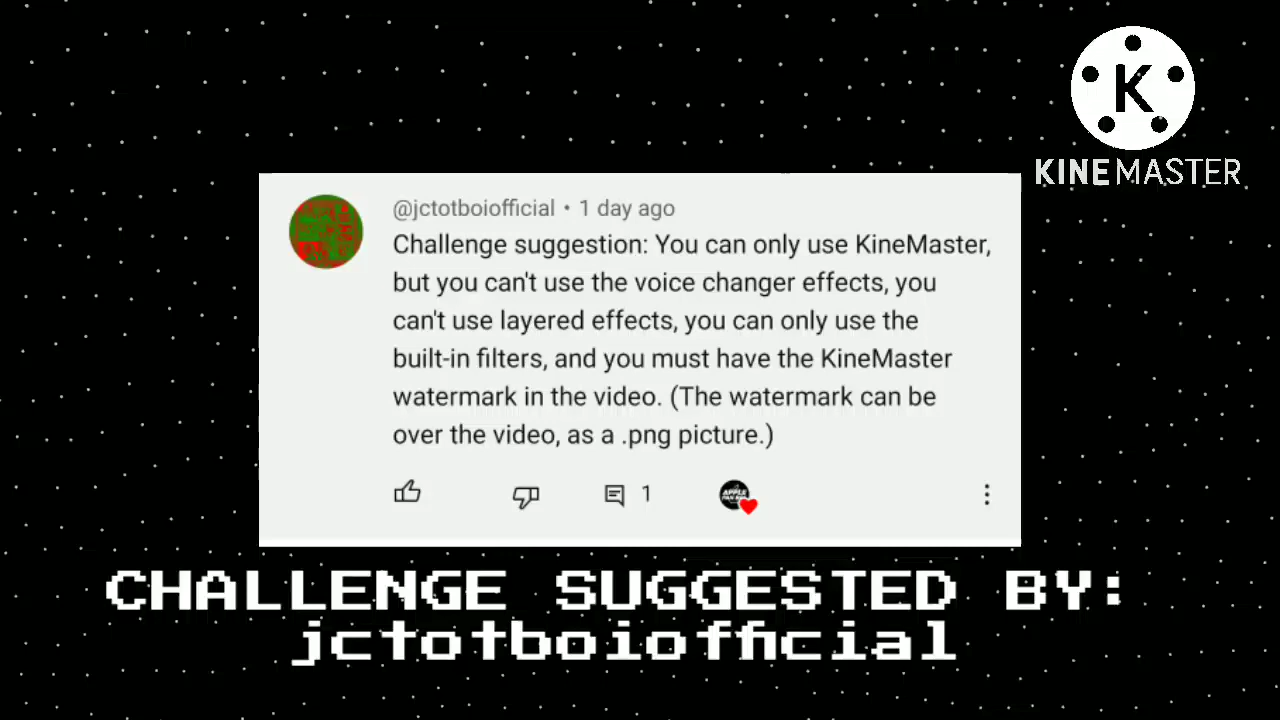 K
KINEMASTER
@jctotboiofficial • 1 day ago
Challenge suggestion: You can only use KineMaster,
but you can't use the voice changer effects, you
can't use layered effects, you can only use the
built-in filters, and you must have the KineMaster
watermark in the video. (The watermark can be
over the video, as a .png picture.)
1
CHALLENGE SUGGESTED BY:
jctotboiofficial